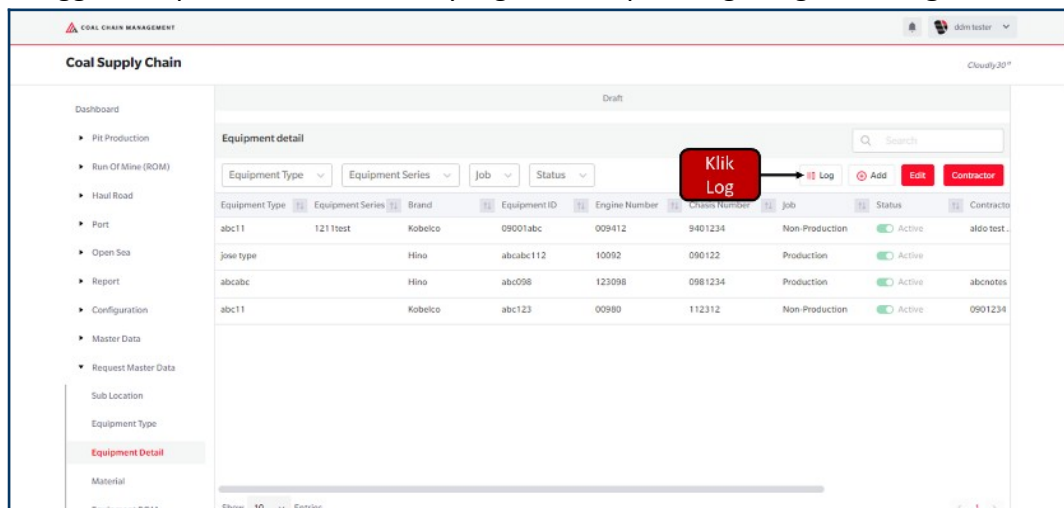 COAL CHAIN MANAGEMENT
ddm tester
Coal Supply Chain
Cloudly30°
Dashboard
Draft
Pit Production
Equipment detail
Search
Run Of Mine (ROM)
Equipment Type Equipment Series Job Status
Klik
Log
Log Add Edit Contractor
Haul Road
Equipment Type Equipment Series Brand Equipment ID Engine Number Chasis Number Job Status Contracto
Port
abc11 1211test Kobelco 09001abc 009412 9401234 Non-Production Active aldo test ..
Open Sea
jose type Hino abcabc112 10092 090122 Production Active
Report
abcabc Hino abc098 123098 0981234 Production Active abcnotes
Configuration
abc11 Kobelco abc123 00980 112312 Non-Production Active 0901234
Master Data
Request Master Data
Sub Location
Equipment Type
Equipment Detail
Material
Show 10 Entries